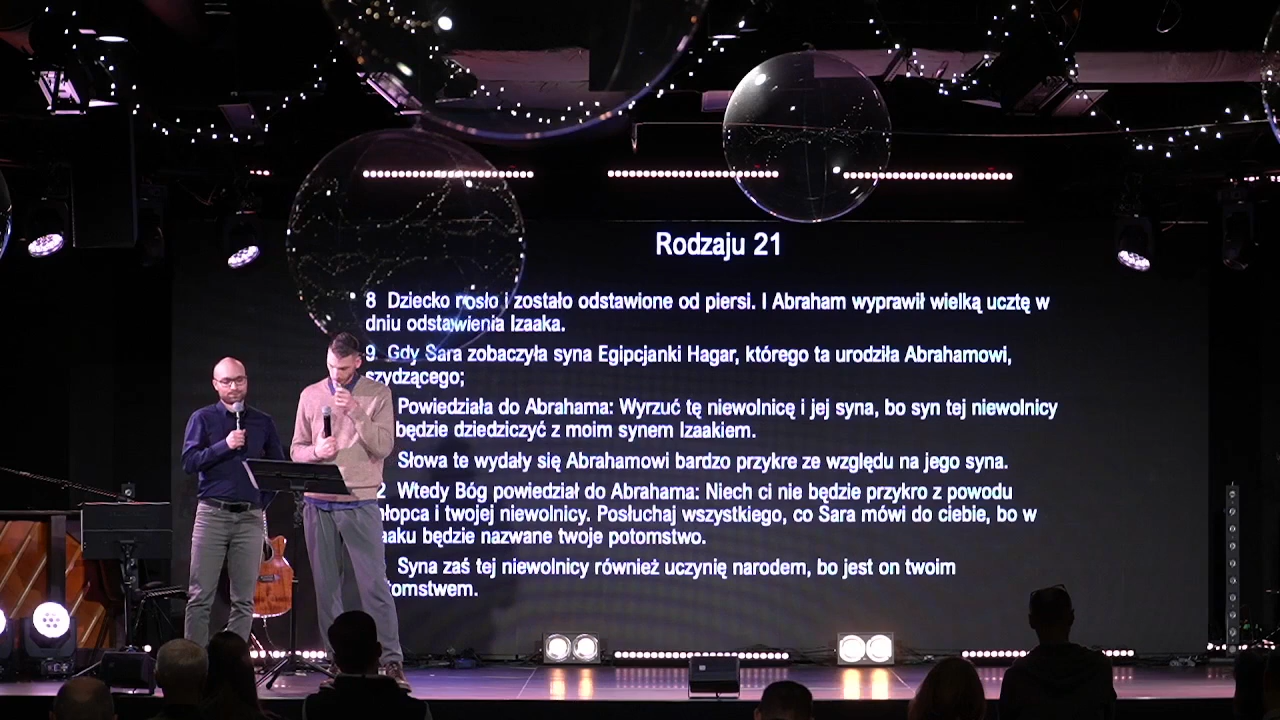 Rodzaju 21
8 Dziecko rosło i zostało odstawione od piersi. I Abraham wyprawił wielką ucztę w
dniu odstawienia Izaaka.
9 Gdy Sara zobaczyła syna Egipcjanki Hagar, którego ta urodziła Abrahamowi,
szydzącego;
Powiedziała do Abrahama: Wyrzuć tę niewolnicę i jej syna, bo syn tej niewolnicy
będzie dziedziczyć z moim synem Izaakiem.
Słowa te wydały się Abrahamowi bardzo przykre ze względu na jego syna.
2 Wtedy Bóg powiedział do Abrahama: Niech ci nie będzie przykro z powodu
łopca i twojej niewolnicy. Posłuchaj wszystkiego, co Sara mówi do ciebie, bo w
aaku będzie nazwane twoje potomstwo.
Syna zaś tej niewolnicy również uczynię narodem, bo jest on twoim
tomstwem.